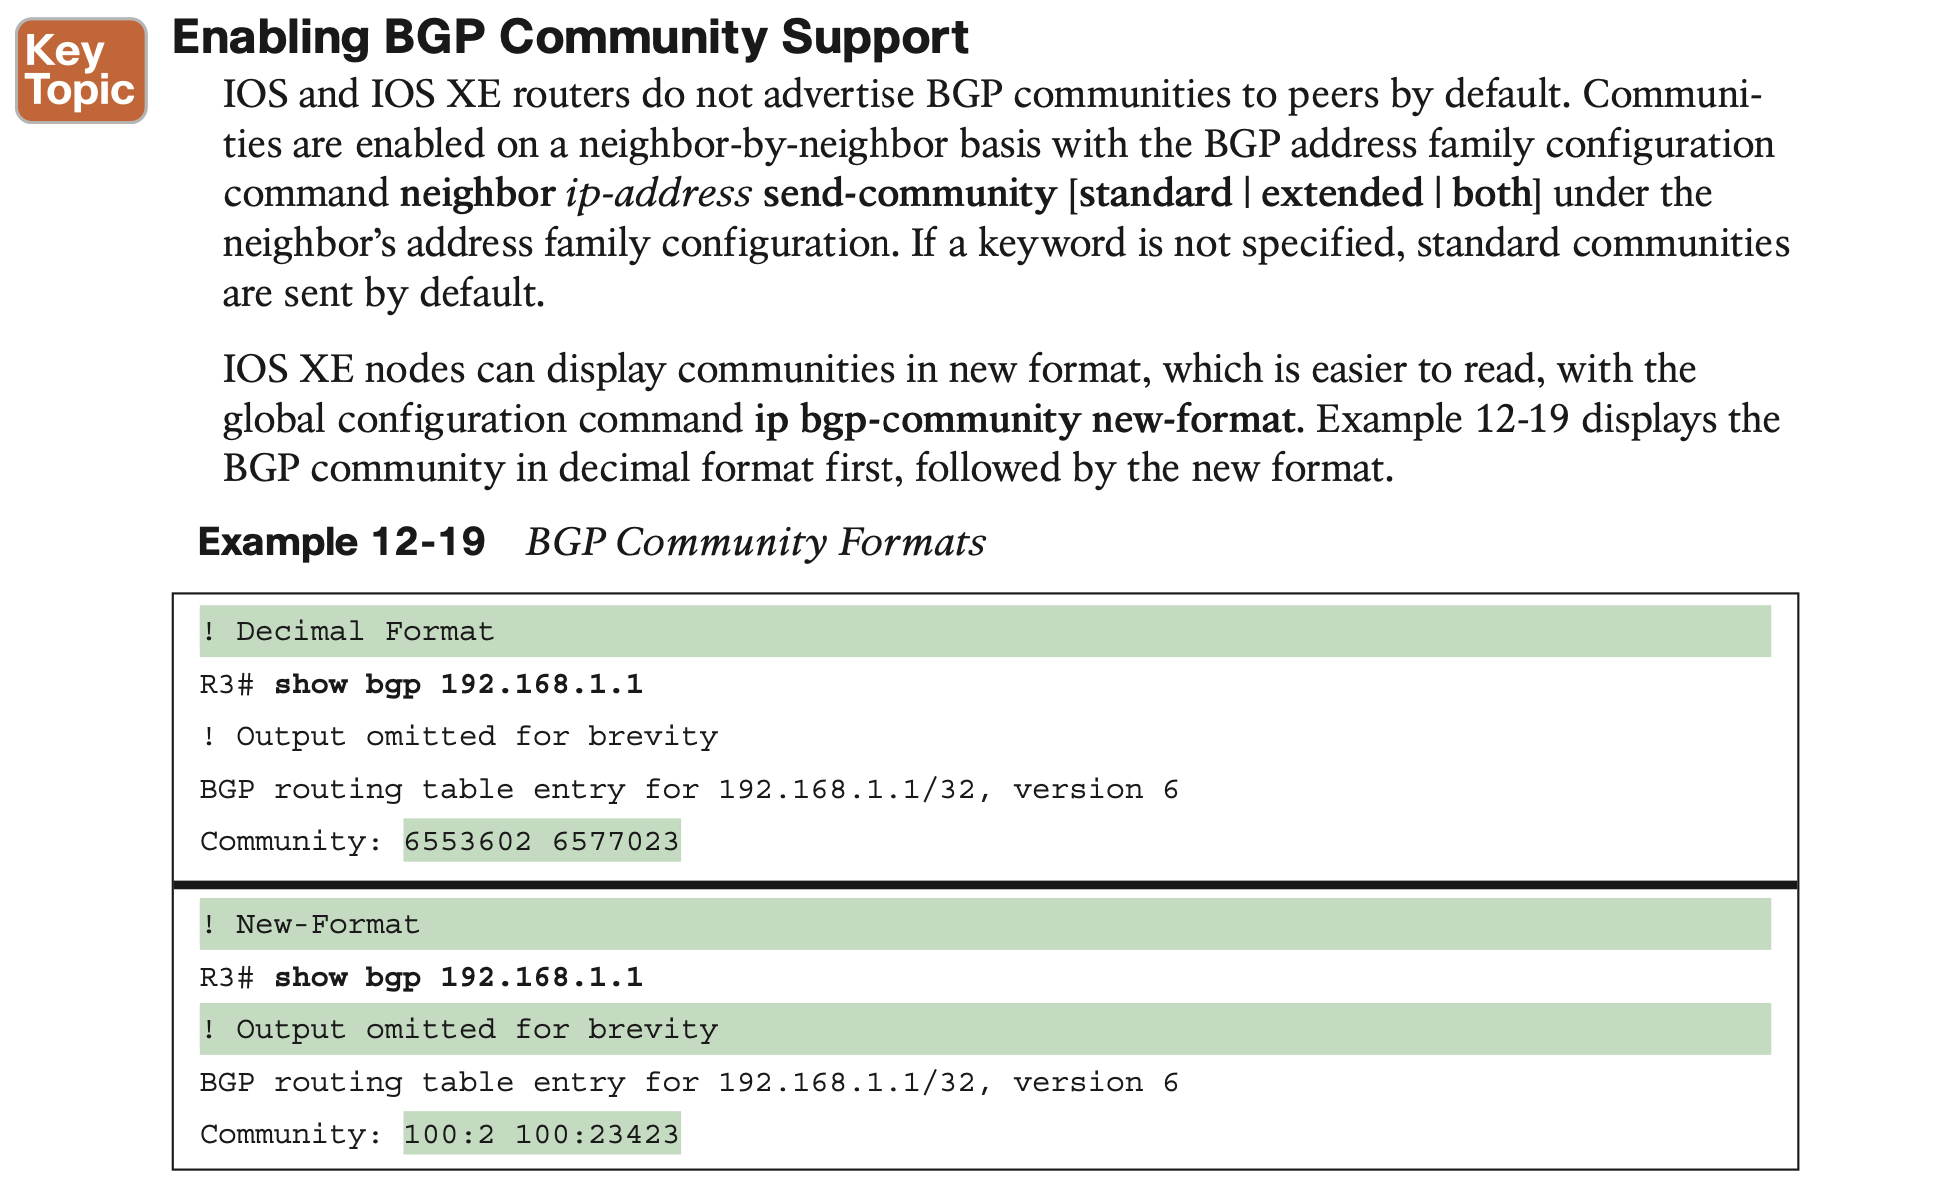 Key
Topic
Enabling BGP Community Support
IOS and IOS XE routers do not advertise BGP communities to peers by default. Communi-
ties are enabled on a neighbor-by-neighbor basis with the BGP address family configuration
command neighbor ip-address send-community [standard | extended | both] under the
neighbor’s address family configuration. If a keyword is not specified, standard communities
are sent by default.
IOS XE nodes can display communities in new format, which is easier to read, with the
global configuration command ip bgp-community new-format. Example 12-19 displays the
BGP community in decimal format first, followed by the new format.
Example 12-19 BGP Community Formats
! Decimal Format
R3# show bgp 192.168.1.1
! Output omitted for brevity
BGP routing table entry for 192.168.1.1/32, version 6
Community: 6553602 6577023
! New-Format
R3# show bgp 192.168.1.1
! Output omitted for brevity
BGP routing table entry for 192.168.1.1/32, version 6
Community: 100:2 100:23423